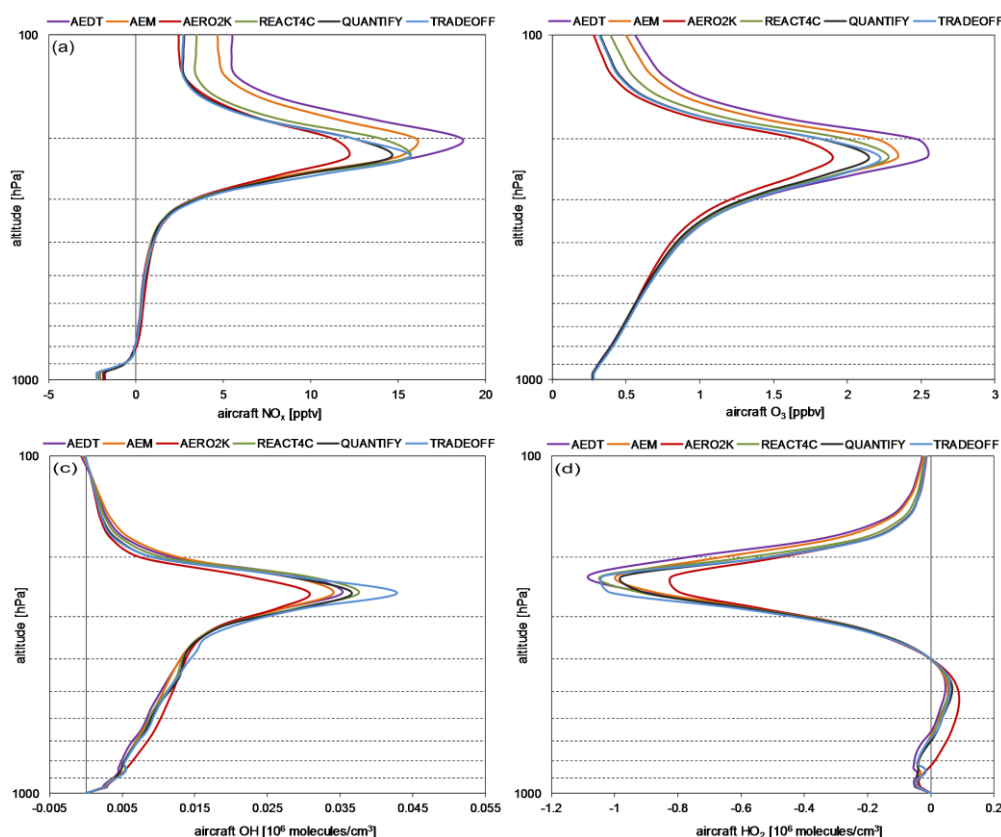 AEDT AEM AERO2K REACT4C QUANTIFY TRADEOFF
(a)
100
1000
altitude [hPa]
-5 0 5 10 15 20
aircraft NOₓ [pptv]
AEDT AEM AERO2K REACT4C QUANTIFY TRADEOFF
100
1000
altitude [hPa]
0 0.5 1 1.5 2 2.5 3
aircraft O₃ [ppbv]
AEDT AEM AERO2K REACT4C QUANTIFY TRADEOFF
(c)
100
1000
altitude [hPa]
-0.005 0.005 0.015 0.025 0.035 0.045 0.055
aircraft OH [10⁶ molecules/cm³]
AEDT AEM AERO2K REACT4C QUANTIFY TRADEOFF
(d)
100
1000
altitude [hPa]
-1.2 -1 -0.8 -0.6 -0.4 -0.2 0 0.2
aircraft HO₂ [10⁶ molecules/cm³]